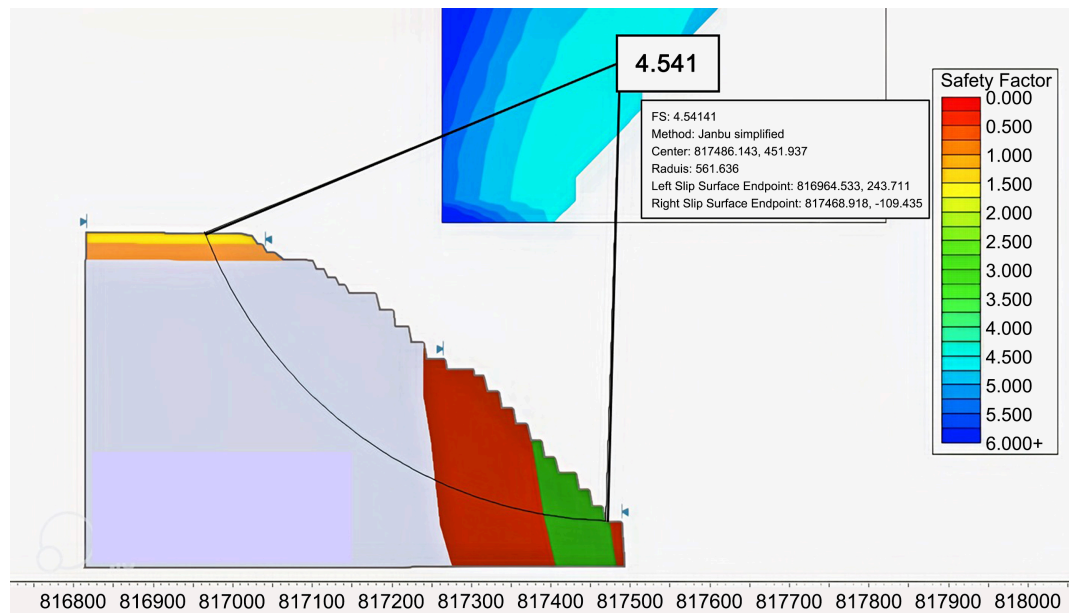 4.541
FS: 4.54141
Method: Janbu simplified
Center: 817486.143, 451.937
Raduis: 561.636
Left Slip Surface Endpoint: 816964.533, 243.711
Right Slip Surface Endpoint: 817468.918, -109.435
Safety Factor
0.000
0.500
1.000
1.500
2.000
2.500
3.000
3.500
4.000
4.500
5.000
5.500
6.000+
816800 816900 817000 817100 817200 817300 817400 817500 817600 817700 817800 817900 818000